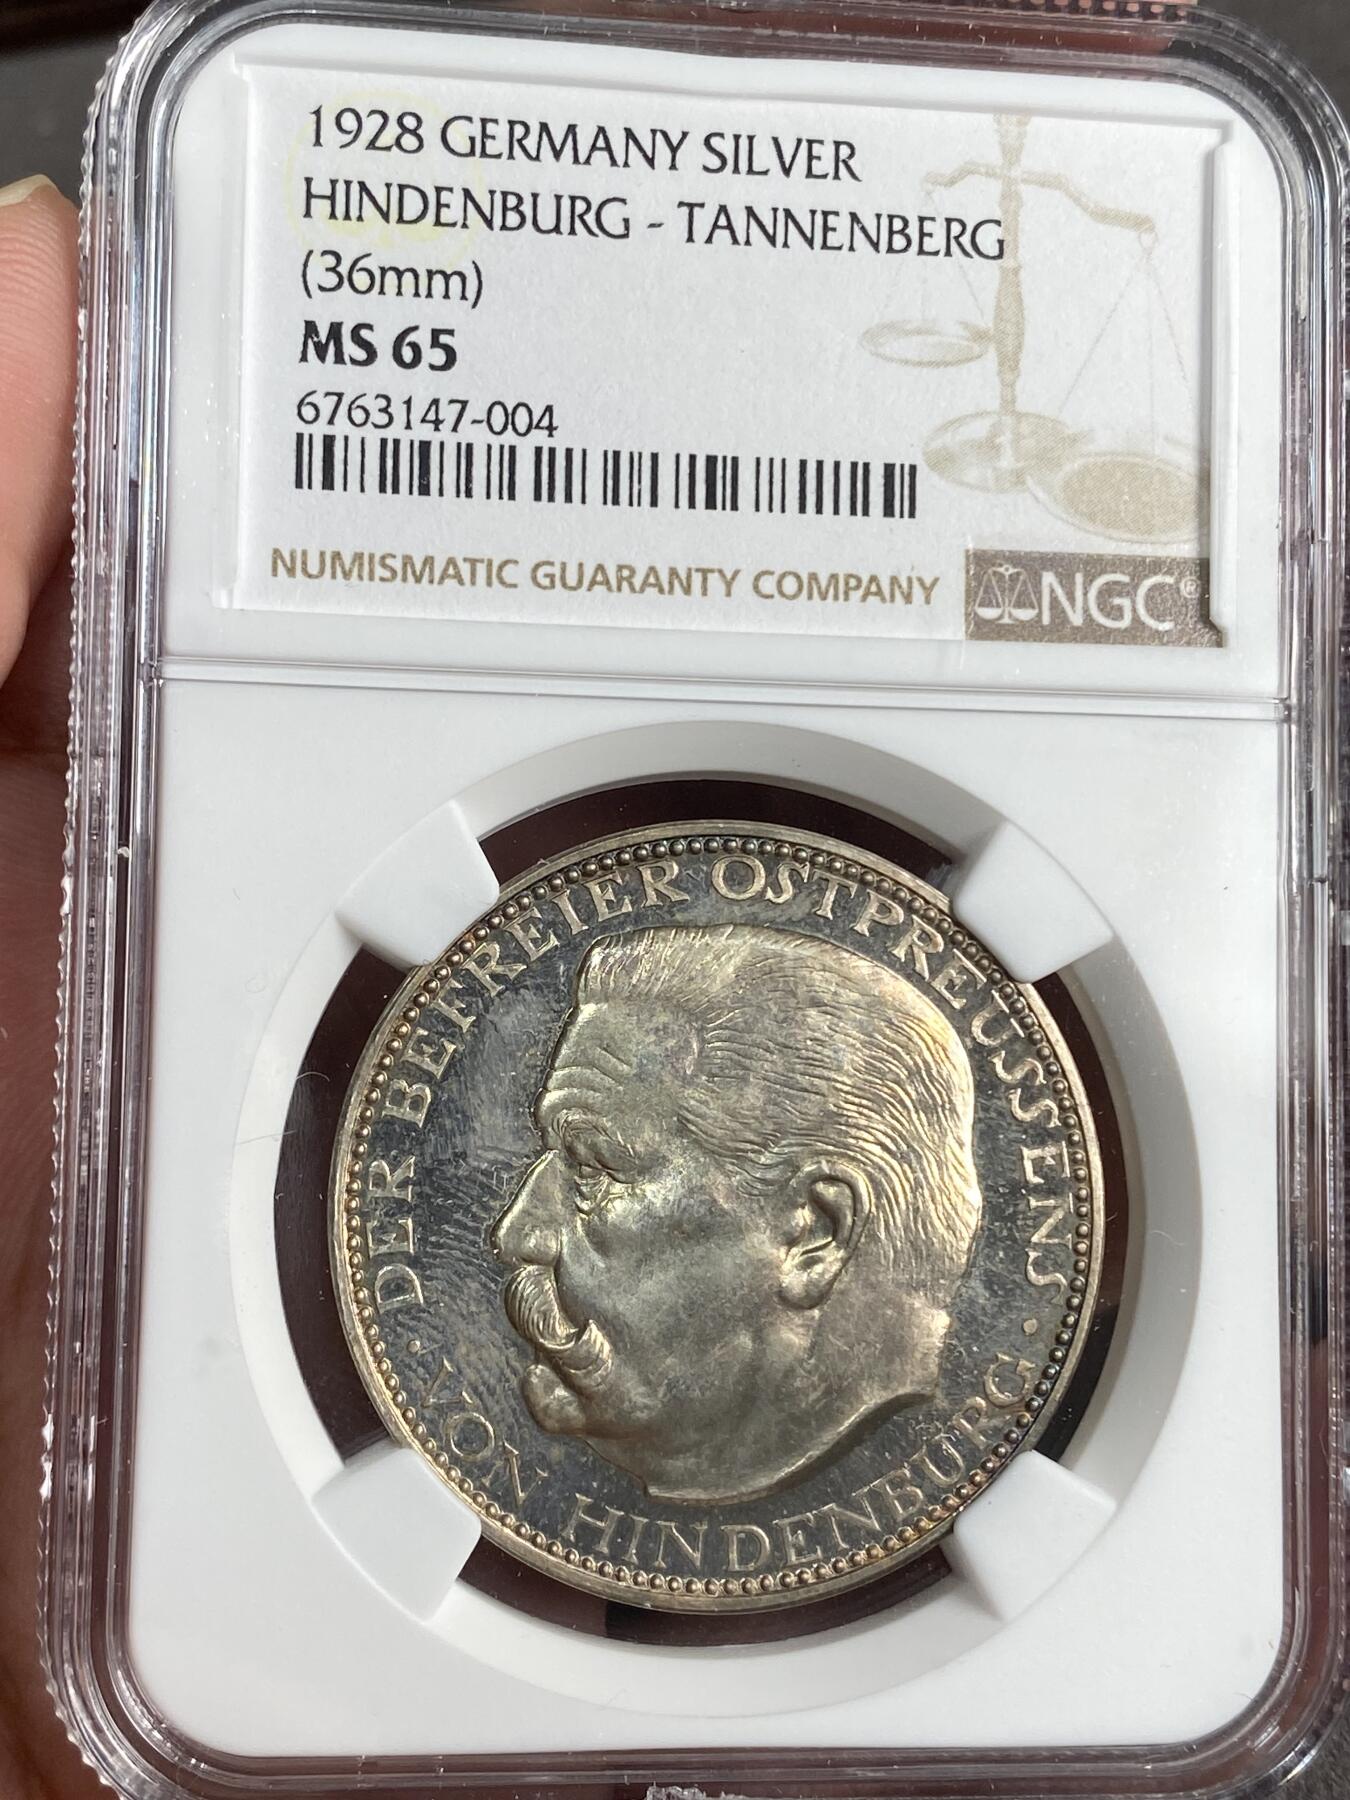 1928 GERMANY SILVER
HINDENBURG - TANNENBERG
(36mm)
MS 65
6763147-004
NUMISMATIC GUARANTY COMPANY
NGC®
DER BEFREIER OSTPREUSSENS
· VON HINDENBURG ·